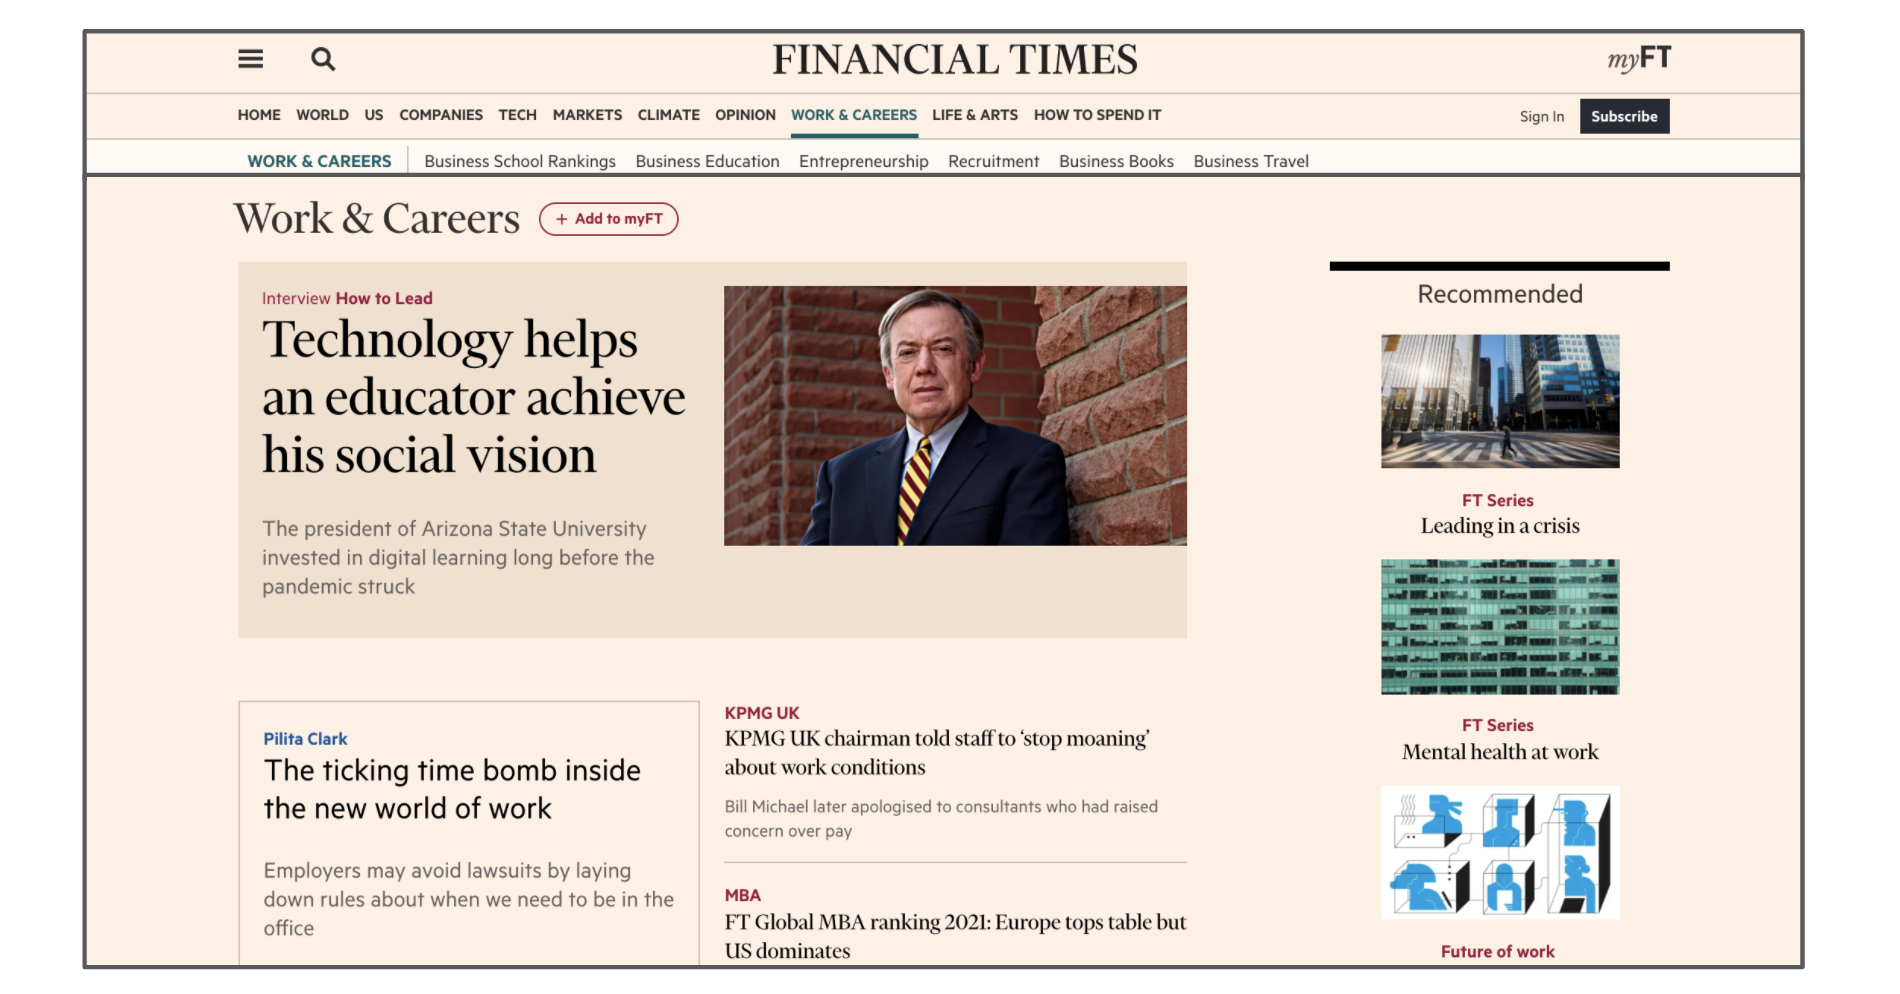 FINANCIAL TIMES
myFT
HOME WORLD US COMPANIES TECH MARKETS CLIMATE OPINION WORK & CAREERS LIFE & ARTS HOW TO SPEND IT
Sign In Subscribe
WORK & CAREERS Business School Rankings Business Education Entrepreneurship Recruitment Business Books Business Travel
Work & Careers
+ Add to myFT
Interview How to Lead
Technology helps
an educator achieve
his social vision
The president of Arizona State University
invested in digital learning long before the
pandemic struck
Pilita Clark
The ticking time bomb inside
the new world of work
Employers may avoid lawsuits by laying
down rules about when we need to be in the
office
KPMG UK
KPMG UK chairman told staff to ‘stop moaning’
about work conditions
Bill Michael later apologised to consultants who had raised
concern over pay
MBA
FT Global MBA ranking 2021: Europe tops table but
US dominates
Recommended
FT Series
Leading in a crisis
FT Series
Mental health at work
Future of work